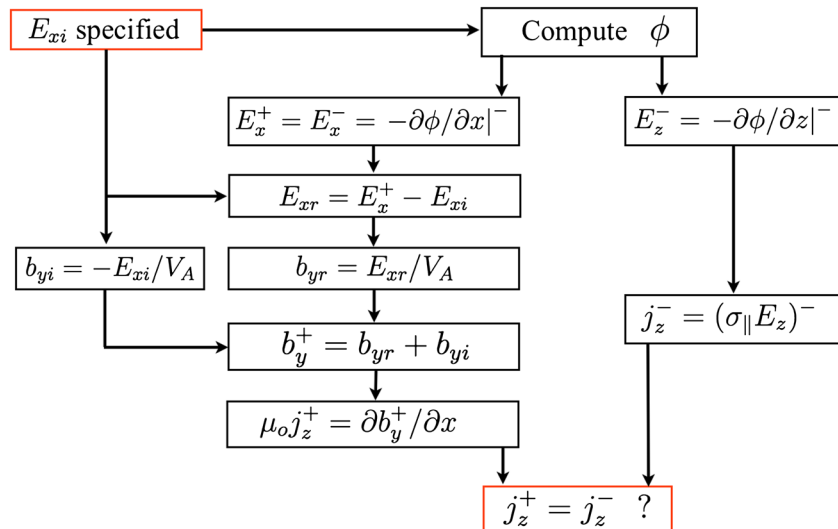 E_{xi} specified
Compute ϕ
E_x^+ = E_x^- = −∂ϕ/∂x|^-
E_z^- = −∂ϕ/∂z|^-
E_{xr} = E_x^+ − E_{xi}
b_{yi} = −E_{xi}/V_A
b_{yr} = E_{xr}/V_A
j_z^- = (σ_∥ E_z)^-
b_y^+ = b_{yr} + b_{yi}
μ_o j_z^+ = ∂b_y^+/∂x
j_z^+ = j_z^- ?